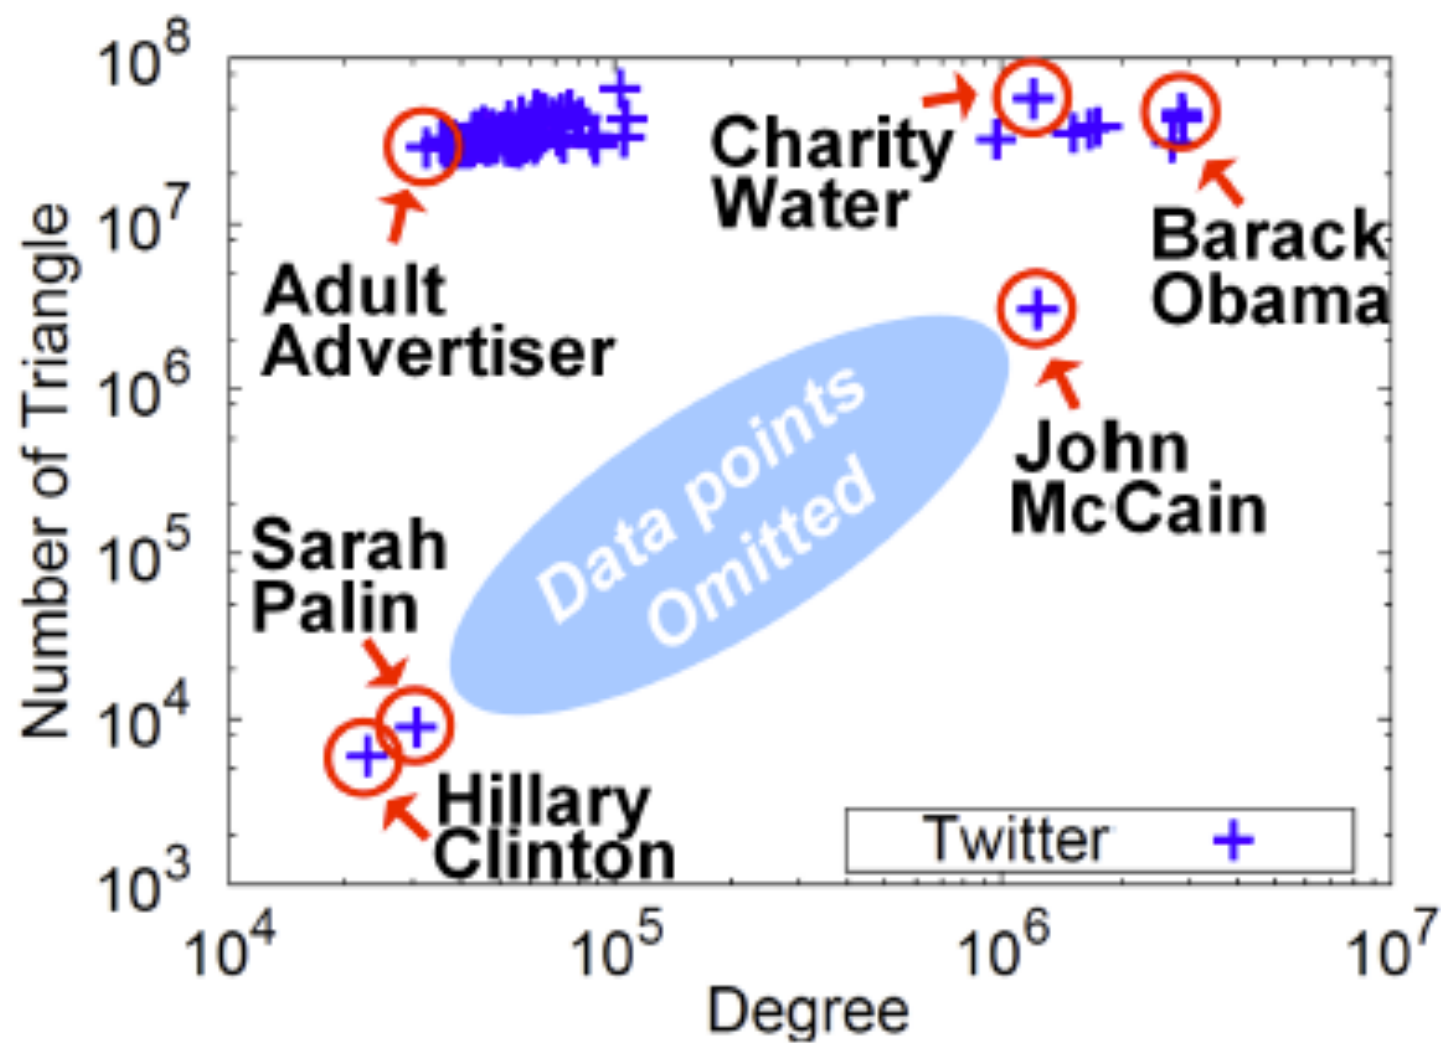 Number of Triangle
10^8
10^7
10^6
10^5
10^4
10^3
Adult
Advertiser
Charity
Water
Barack
Obama
John
McCain
Data points
Omitted
Sarah
Palin
Hillary
Clinton
Twitter
10^4
10^5
10^6
10^7
Degree